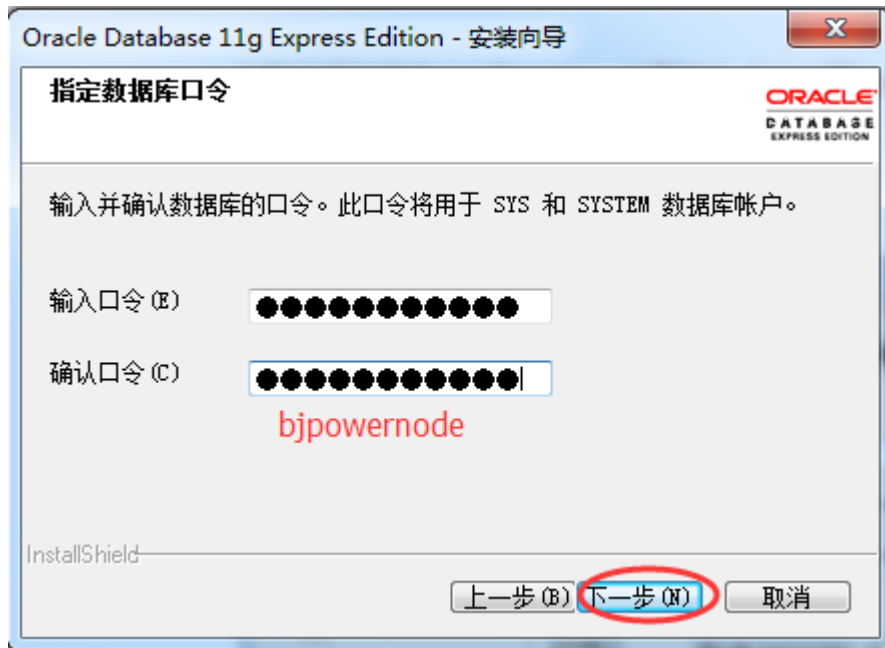 Oracle Database 11g Express Edition - 安装向导
指定数据库口令
ORACLE
DATABASE
EXPRESS EDITION
输入并确认数据库的口令。此口令将用于 SYS 和 SYSTEM 数据库帐户。
输入口令(E) ●●●●●●●●●●●
确认口令(C) ●●●●●●●●●●●
bjpowernode
InstallShield
上一步(B) 下一步(N) 取消